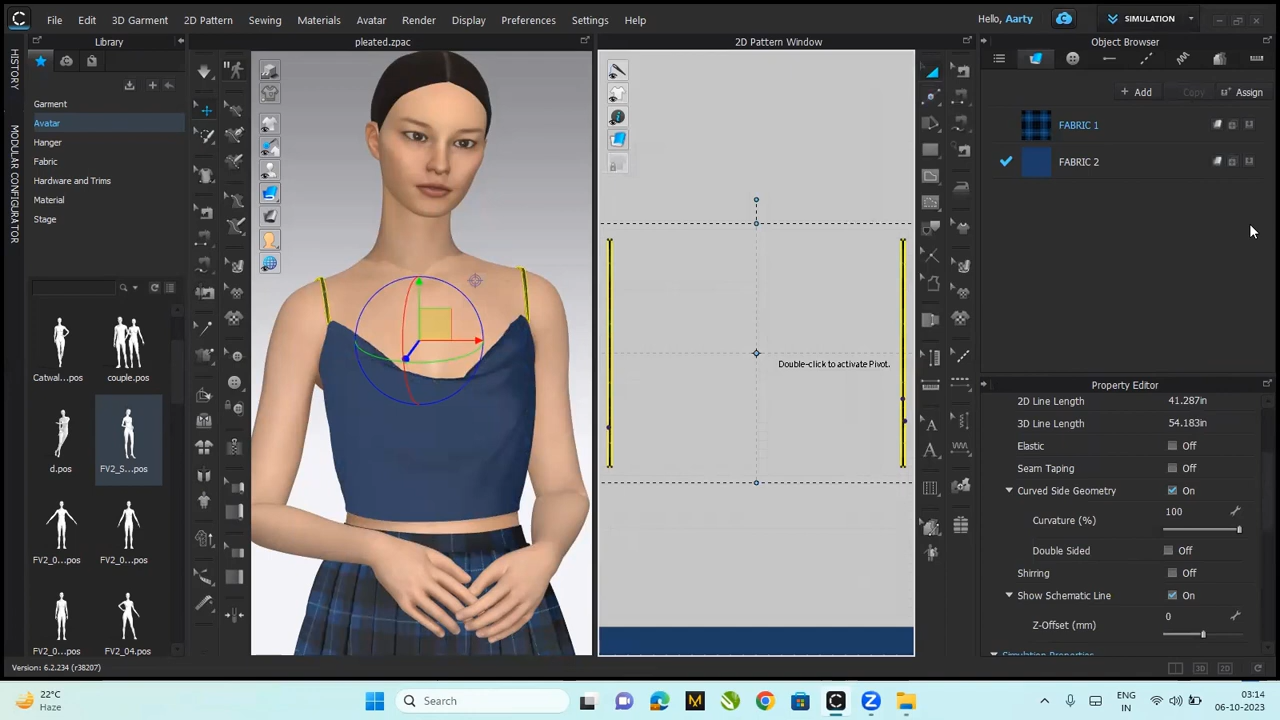 File Edit 3D Garment 2D Pattern Sewing Materials Avatar Render Display Preferences Settings Help
Hello, Aarty
SIMULATION
Library
pleated.zpac
2D Pattern Window
Object Browser
HISTORY
MODULAR CONFIGURATOR
Garment
Avatar
Hanger
Fabric
Hardware and Trims
Material
Stage
Catwal...pos
couple.pos
d.pos
FV2_S...pos
FV2_0...pos
FV2_0...pos
FV2_0...pos
FV2_04.pos
Double-click to activate Pivot.
Add
Copy
Assign
FABRIC 1
FABRIC 2
Property Editor
2D Line Length 41.287in
3D Line Length 54.183in
Elastic Off
Seam Taping Off
Curved Side Geometry On
Curvature (%) 100
Double Sided Off
Shirring Off
Show Schematic Line On
Z-Offset (mm) 0
Simulation Properties
Version: 6.2.234 (r38207)
3D
2D
22°C
Haze
Search
ENG
IN
03:14
06-10-2023